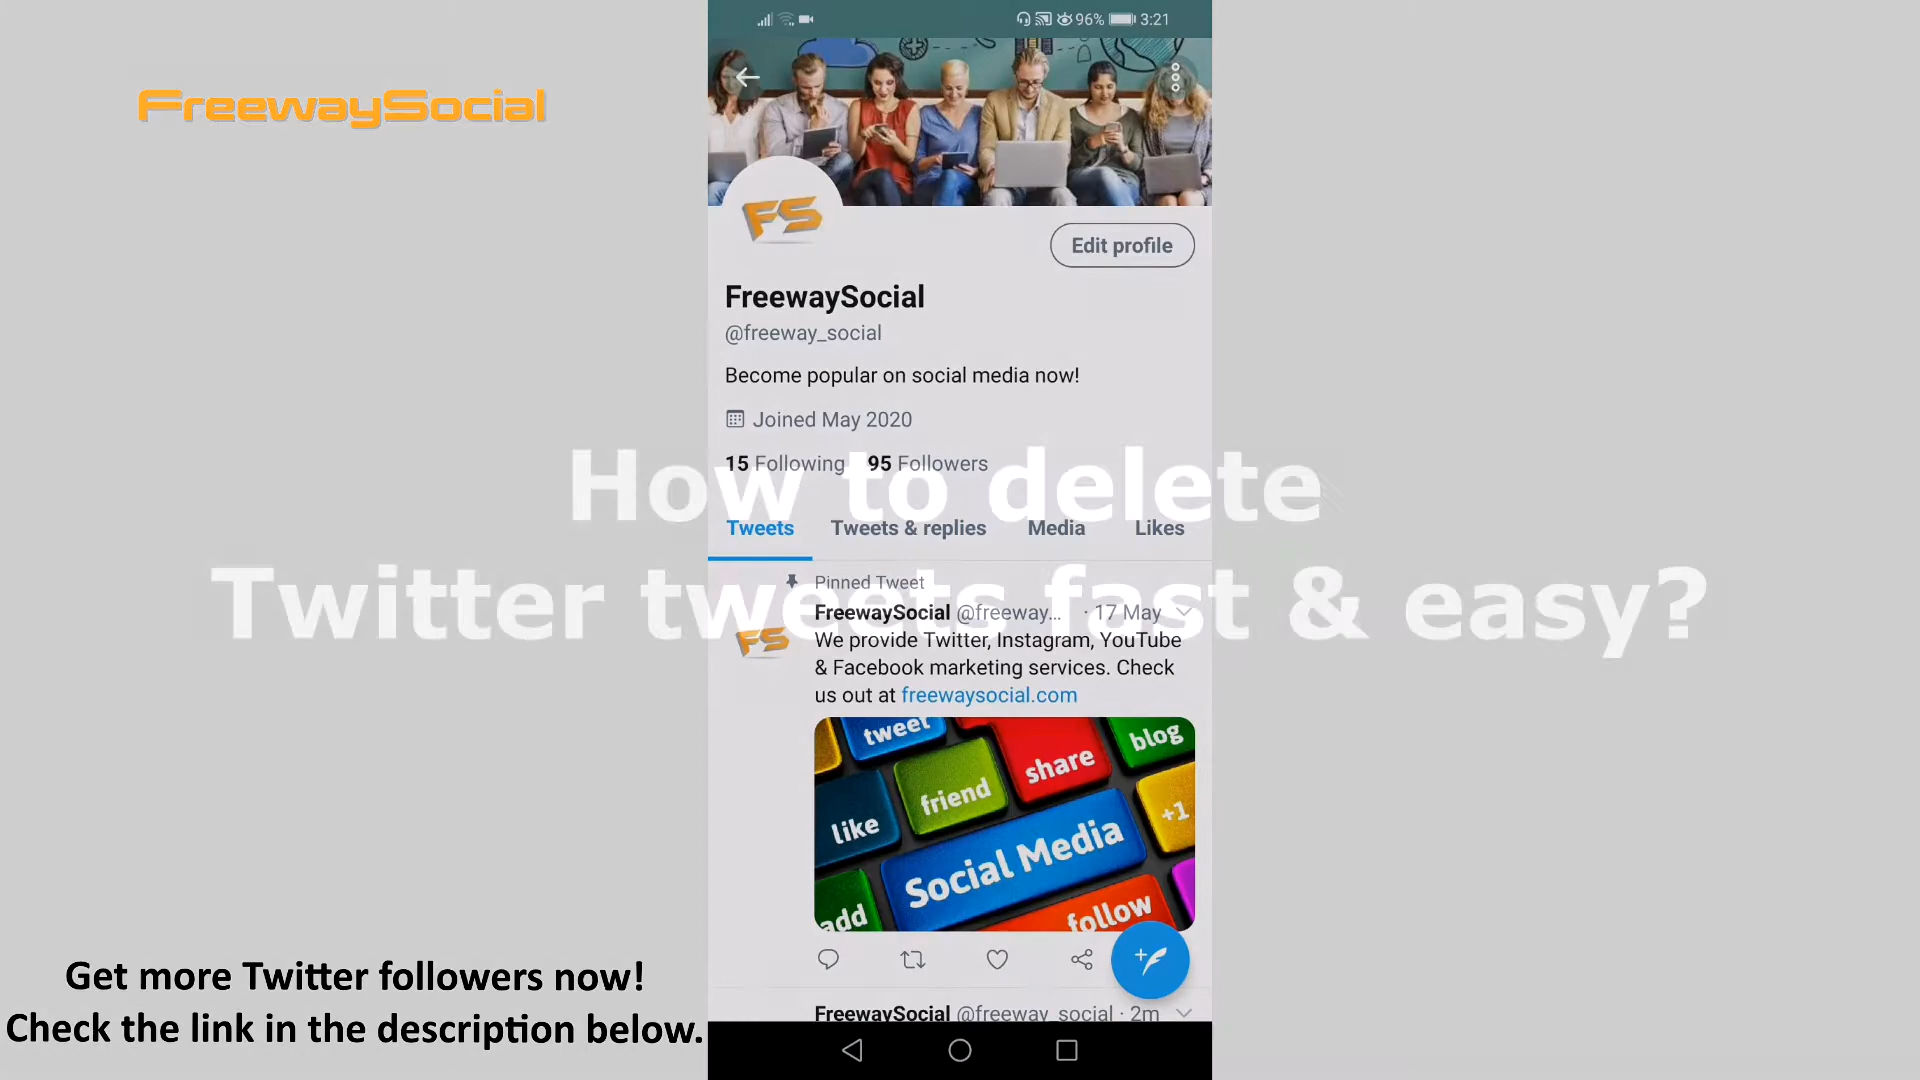 96% 3:21
FreewaySocial
FS
Edit profile
FreewaySocial
@freeway_social
Become popular on social media now!
Joined May 2020
15 Following 95 Followers
How to delete
Twitter tweets fast & easy?
Tweets Tweets & replies Media Likes
Pinned Tweet
FreewaySocial @freeway... · 17 May
FS
We provide Twitter, Instagram, YouTube
& Facebook marketing services. Check
us out at freewaysocial.com
tweet
blog
share
friend
+1
like
Social Media
add
follow
FreewaySocial @freeway_social · 2m
Get more Twitter followers now!
Check the link in the description below.